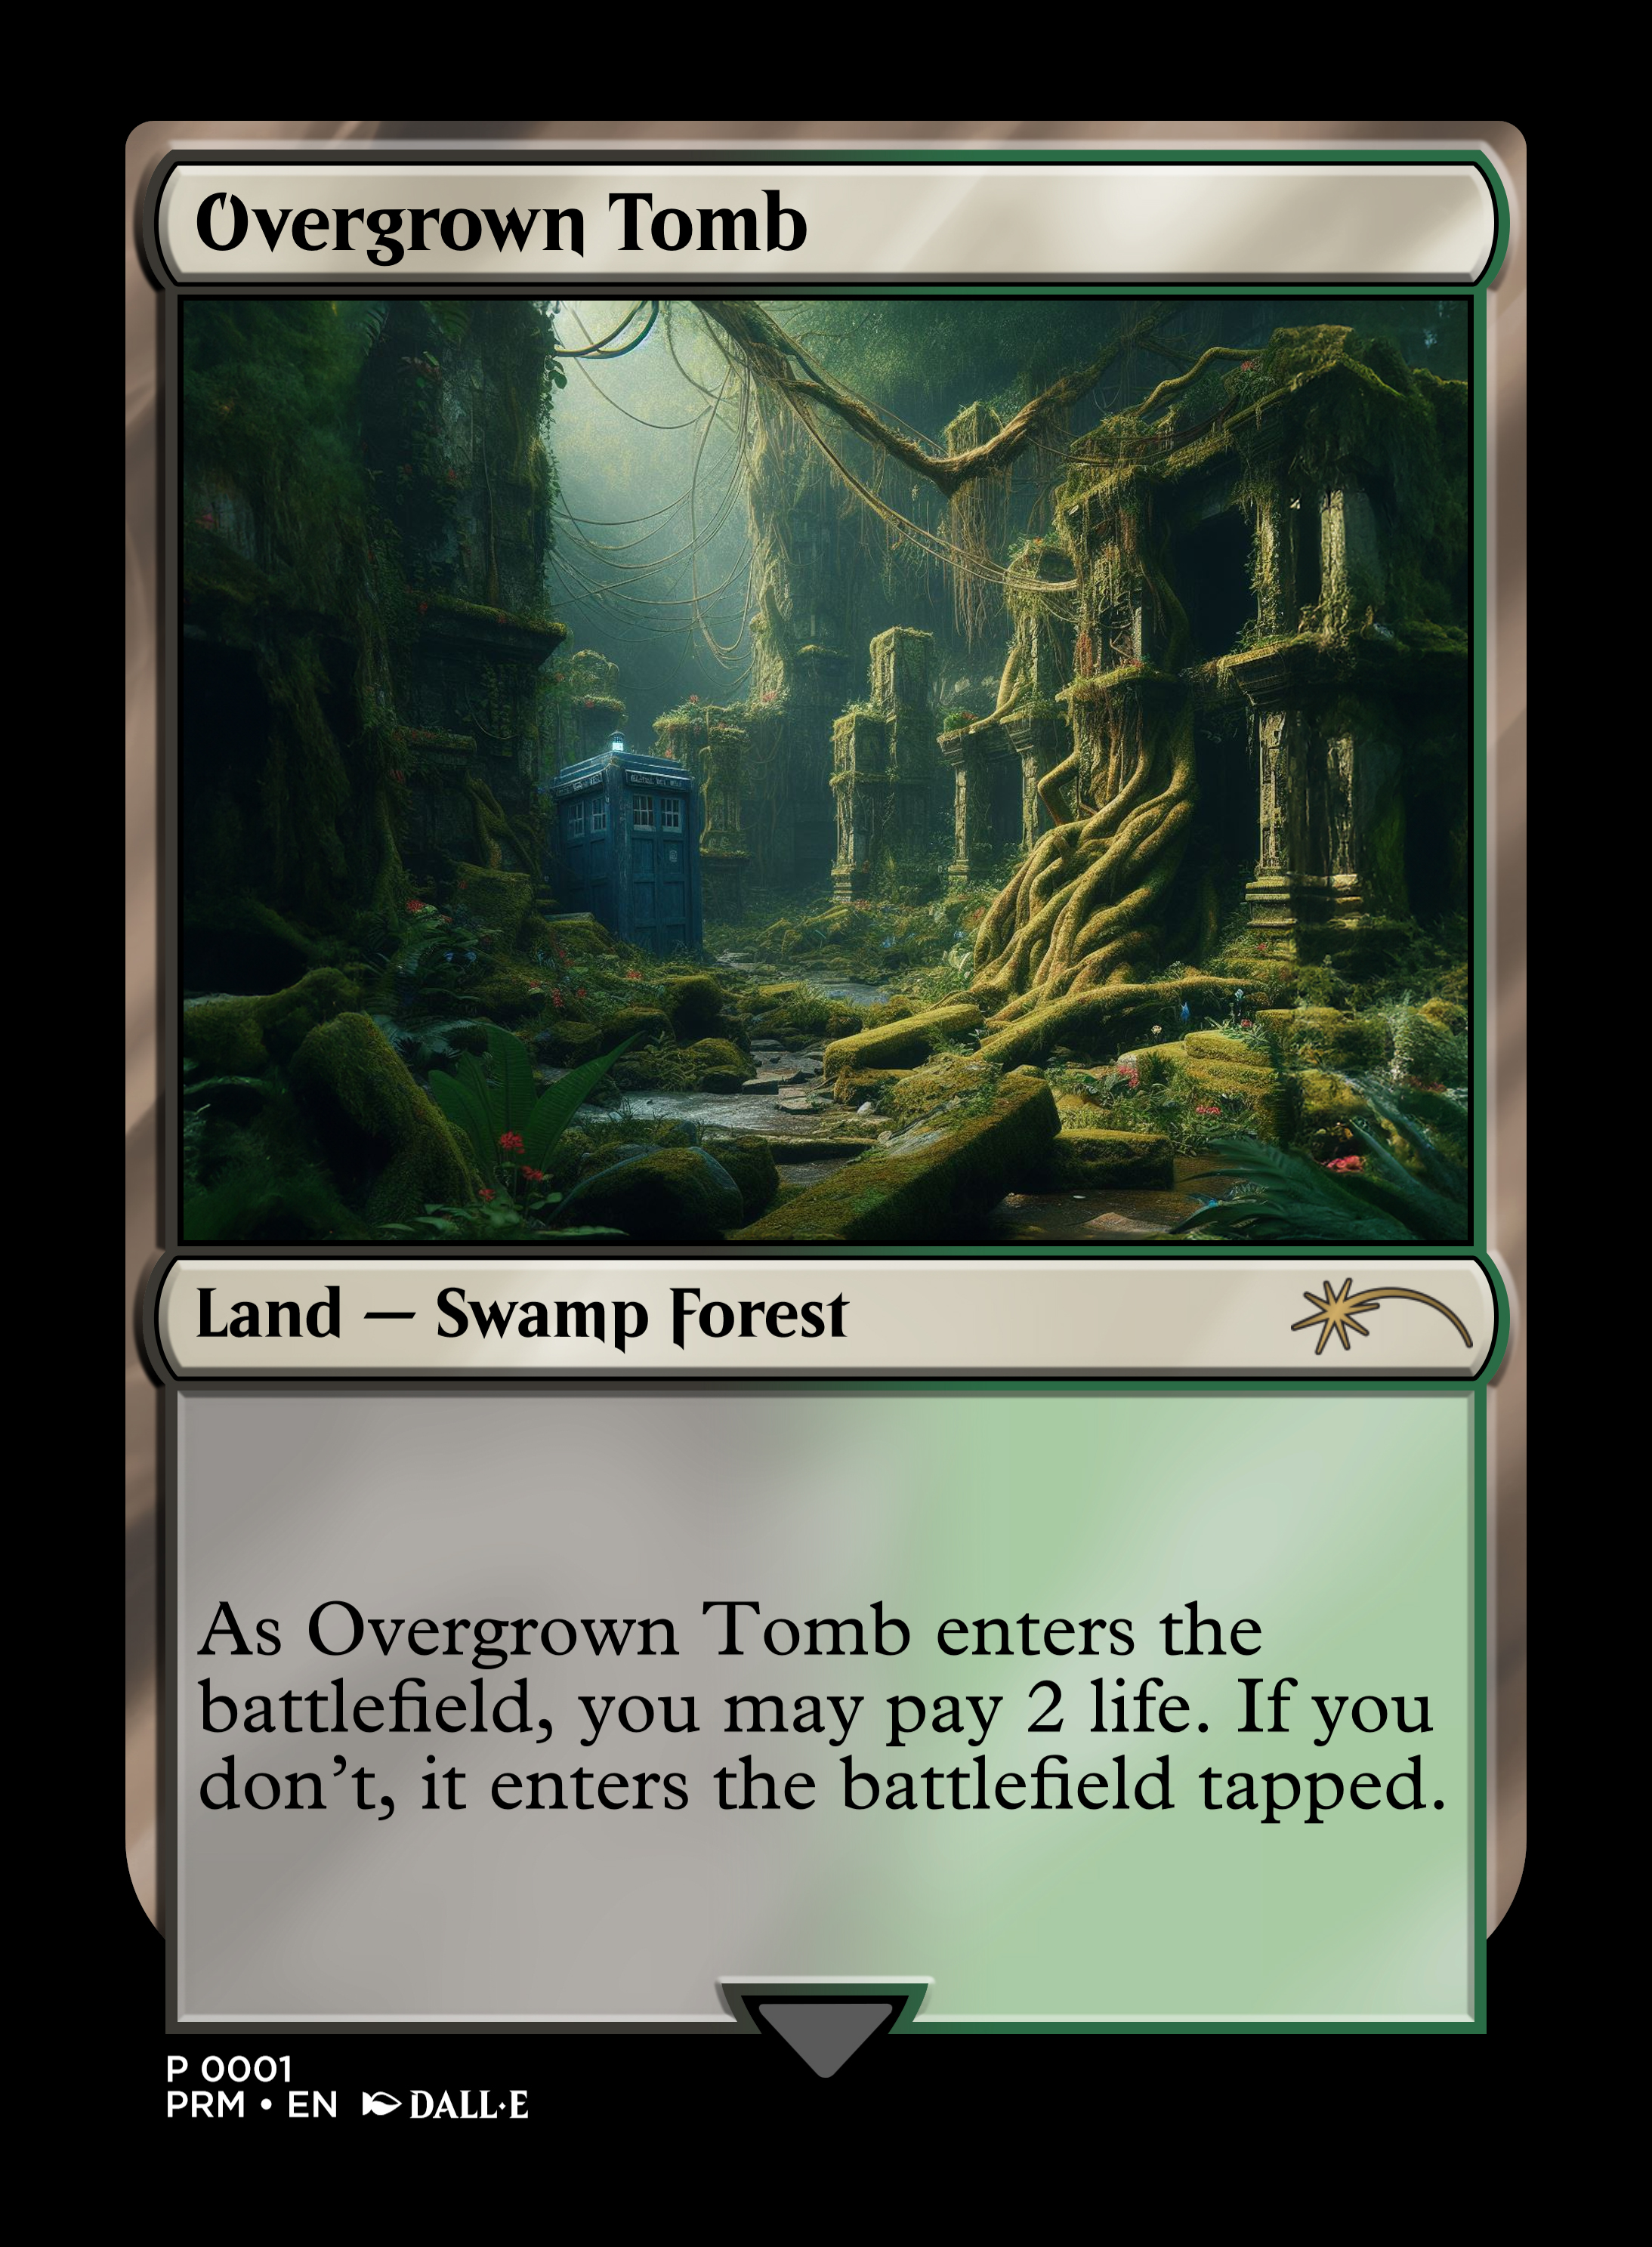 Overgrown Tomb
Land — Swamp Forest
As Overgrown Tomb enters the
battlefield, you may pay 2 life. If you
don’t, it enters the battlefield tapped.
P 0001
PRM • EN DALL·E